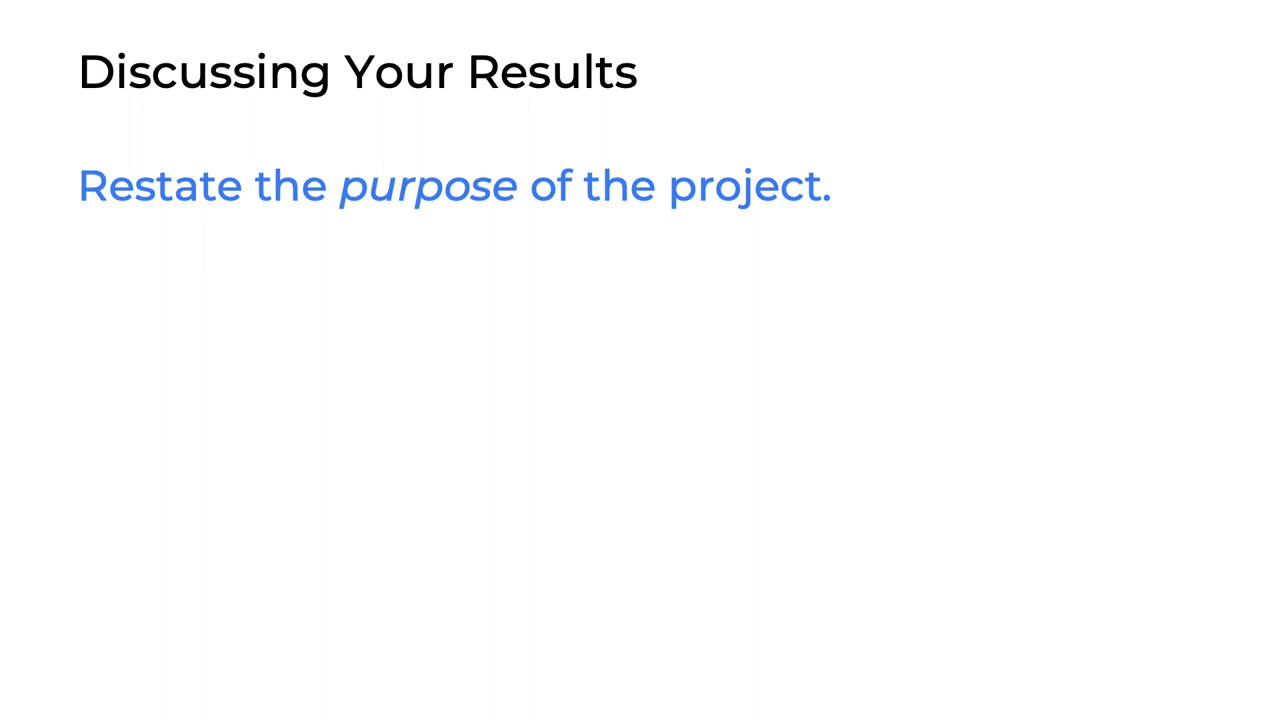 Discussing Your Results
Restate the purpose of the project.